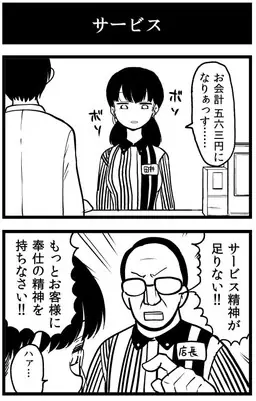 サービス
お会計五六三円に
なりぁっす……
ボソ
ボソ
田村
サービス精神が
足りない!!
もっとお客様に
奉仕の精神を
持ちなさい!!
店長
ハァ…